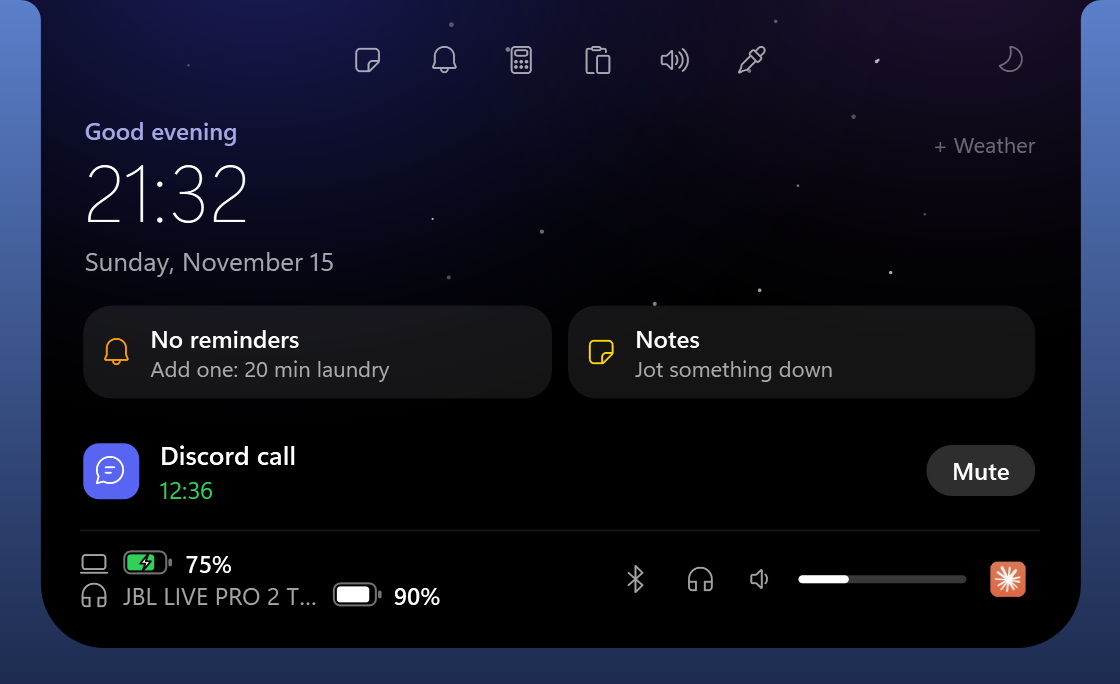 Good evening
+ Weather
21:32
Sunday, November 15
No reminders
Add one: 20 min laundry
Notes
Jot something down
Discord call
12:36
Mute
75%
JBL LIVE PRO 2 T... 90%